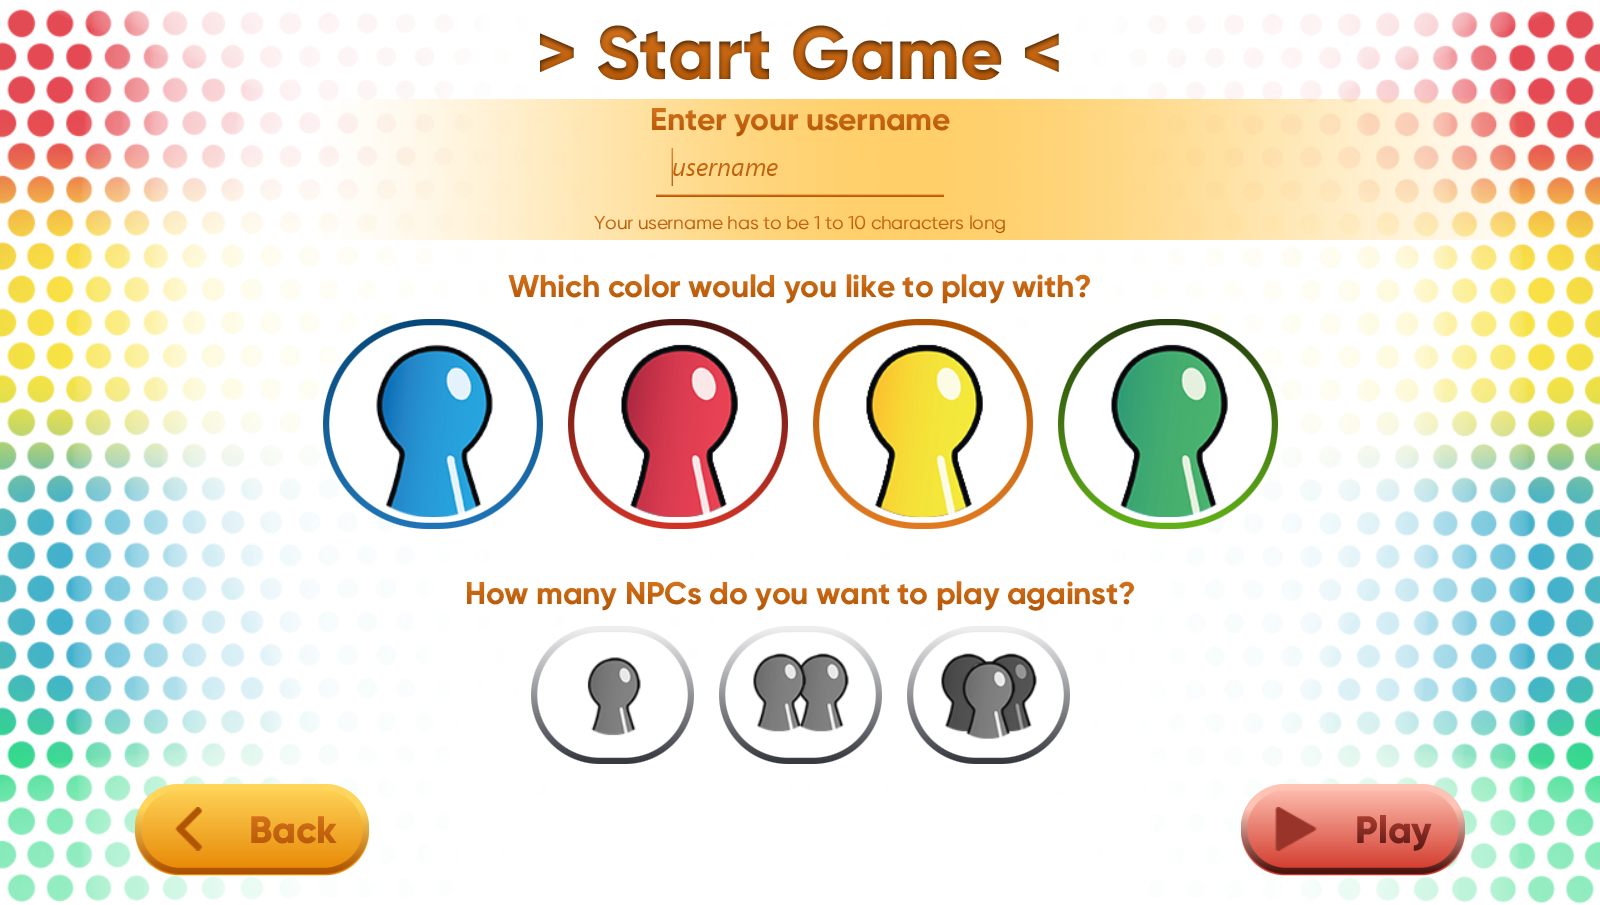 > Start Game <
Enter your username
username
Your username has to be 1 to 10 characters long
Which color would you like to play with?
How many NPCs do you want to play against?
Back
Play